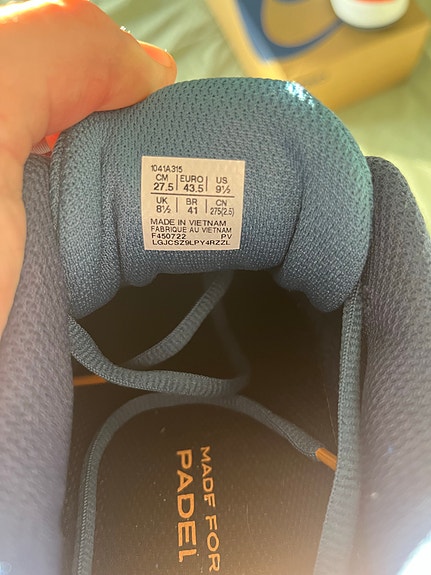 1041A315
CM EURO US
27.5 43.5 9½
UK BR CN
8½ 41 275(2.5)
MADE IN VIETNAM
FABRIQUE AU VIETNAM
F450722 PV
LGJCSZ9LPY4RZZL
MADE FOR
PADEL